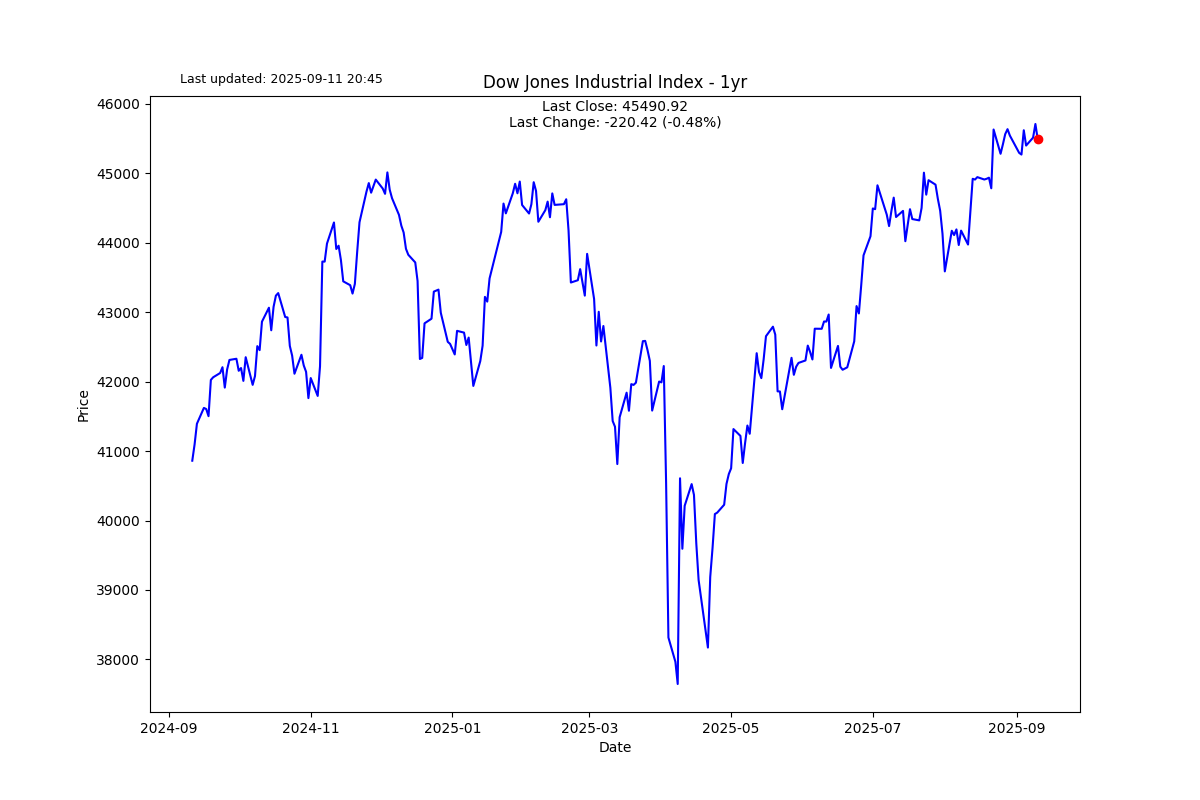 Last updated: 2025-09-11 20:45
Dow Jones Industrial Index - 1yr
Last Close: 45490.92
Last Change: -220.42 (-0.48%)
46000
45000
44000
43000
42000
41000
40000
39000
38000
Price
2024-09
2024-11
2025-01
2025-03
2025-05
2025-07
2025-09
Date